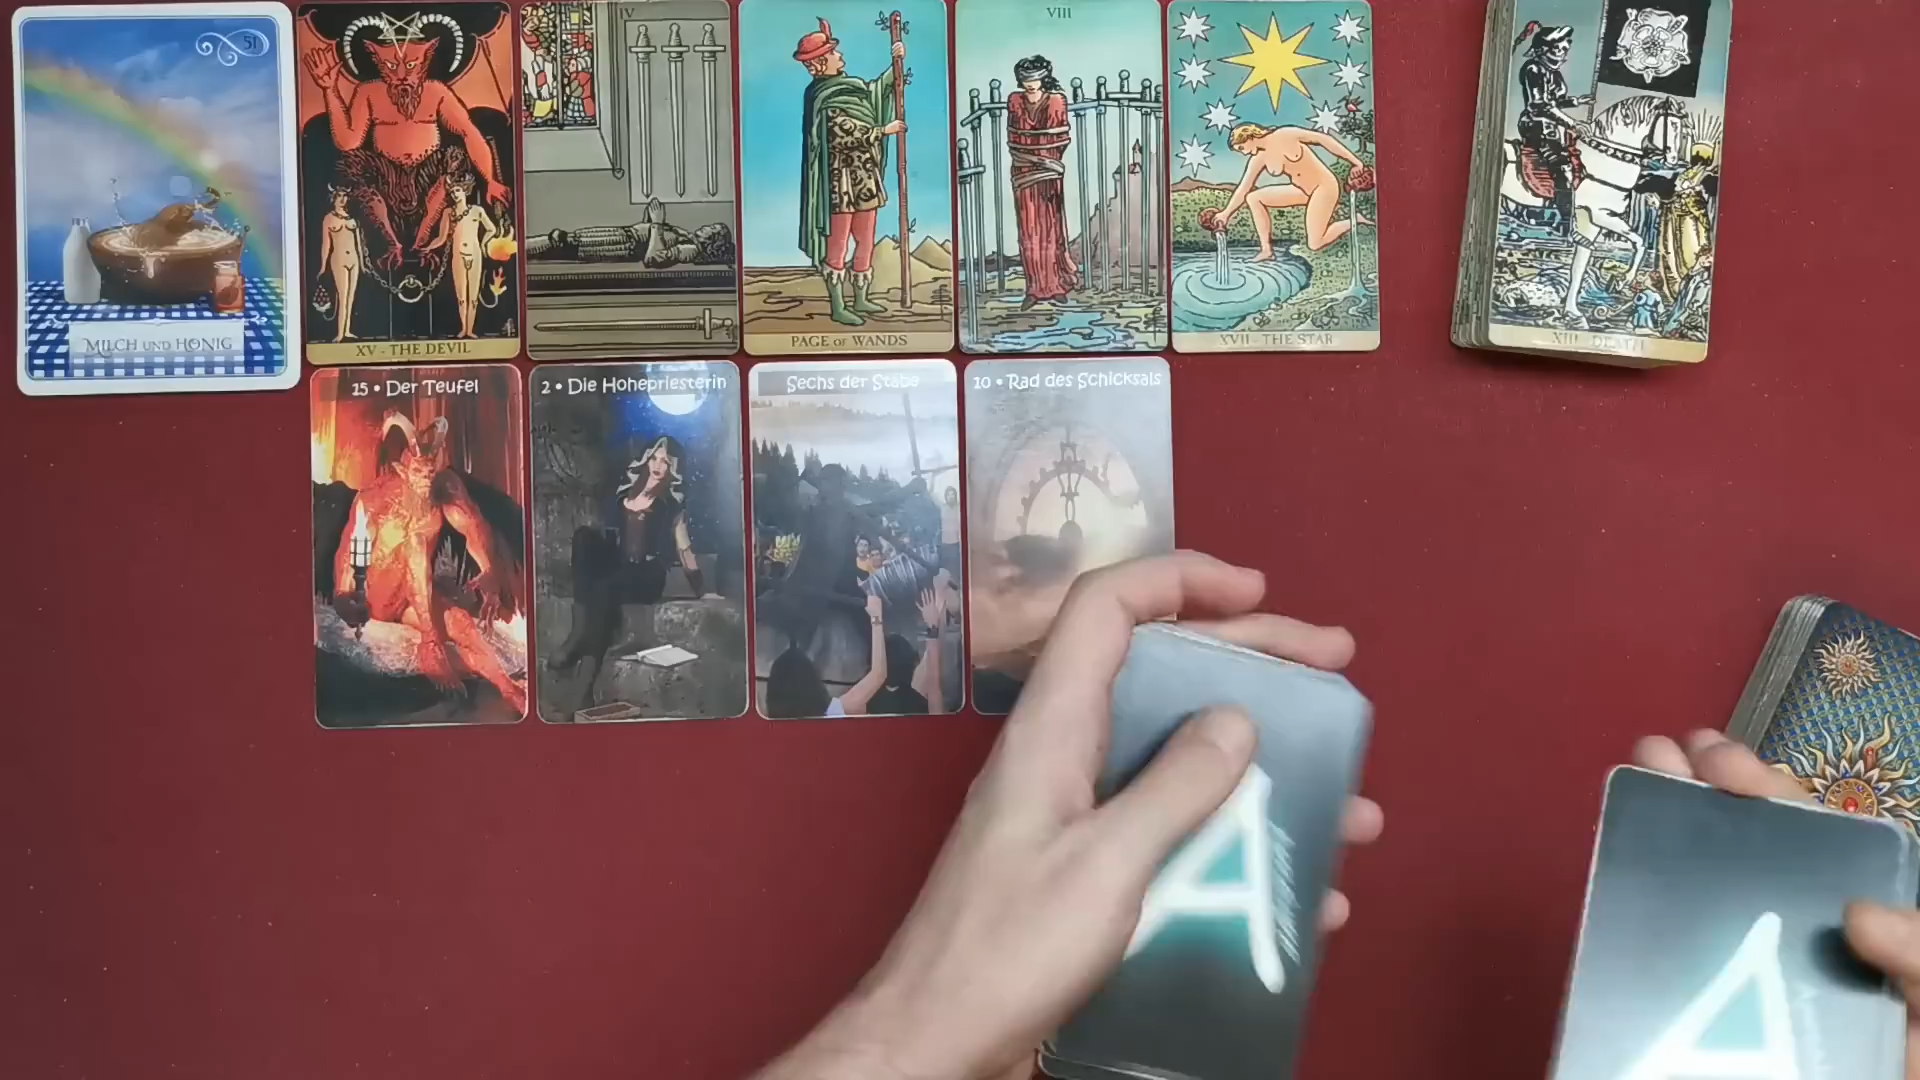 51
MILCH UND HONIG
XV - THE DEVIL
IV
PAGE OF WANDS
VIII
XVII - THE STAR
XIII - DEATH
15 • Der Teufel
2 • Die Hohepriesterin
Sechs der Stäbe
10 • Rad des Schicksals
A
A